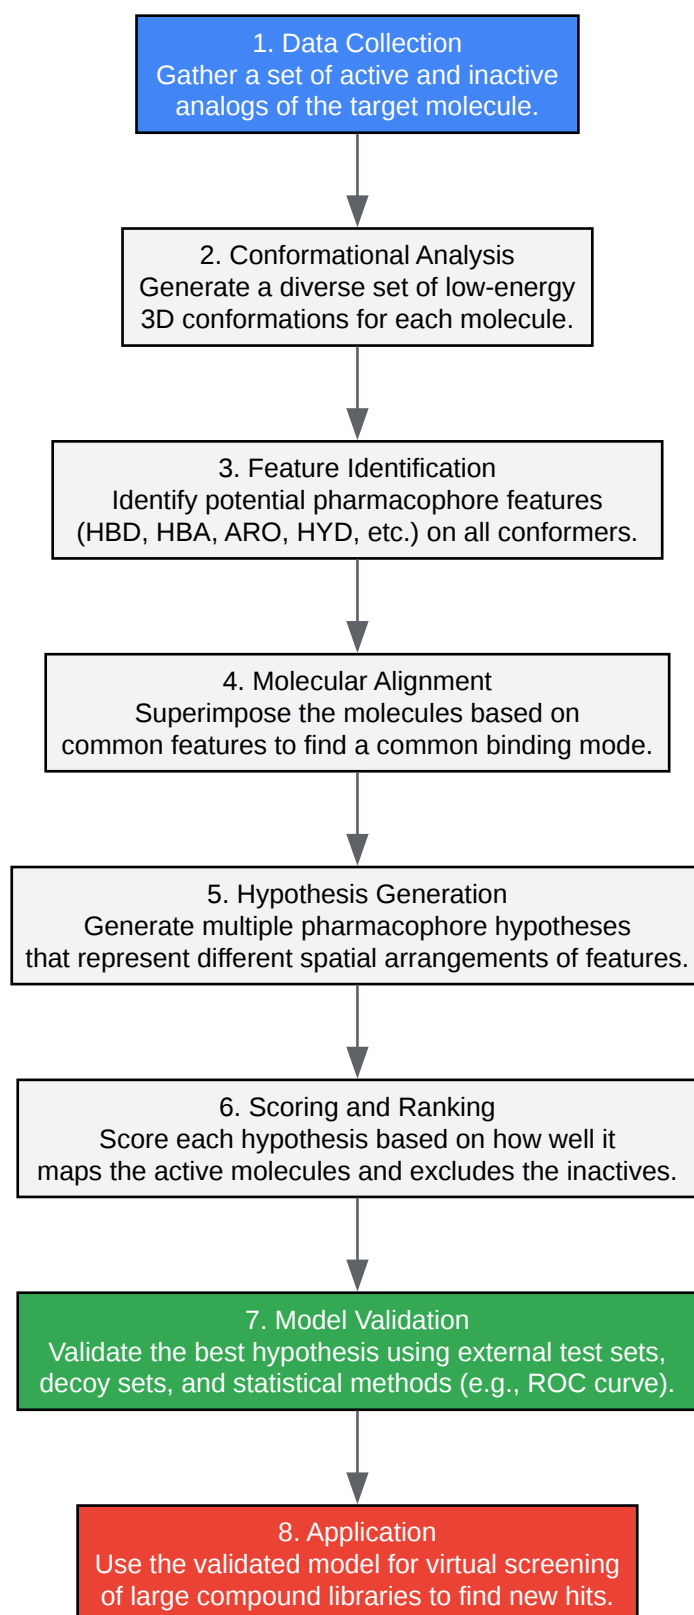 1. Data Collection
Gather a set of active and inactive
analogs of the target molecule.
2. Conformational Analysis
Generate a diverse set of low-energy
3D conformations for each molecule.
3. Feature Identification
Identify potential pharmacophore features
(HBD, HBA, ARO, HYD, etc.) on all conformers.
4. Molecular Alignment
Superimpose the molecules based on
common features to find a common binding mode.
5. Hypothesis Generation
Generate multiple pharmacophore hypotheses
that represent different spatial arrangements of features.
6. Scoring and Ranking
Score each hypothesis based on how well it
maps the active molecules and excludes the inactives.
7. Model Validation
Validate the best hypothesis using external test sets,
decoy sets, and statistical methods (e.g., ROC curve).
8. Application
Use the validated model for virtual screening
of large compound libraries to find new hits.